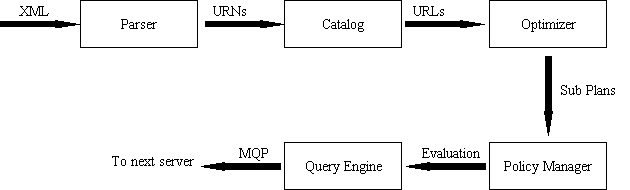 XML
Parser
URNs
Catalog
URLs
Optimizer
Sub Plans
Policy Manager
Evaluation
Query Engine
MQP
To next server